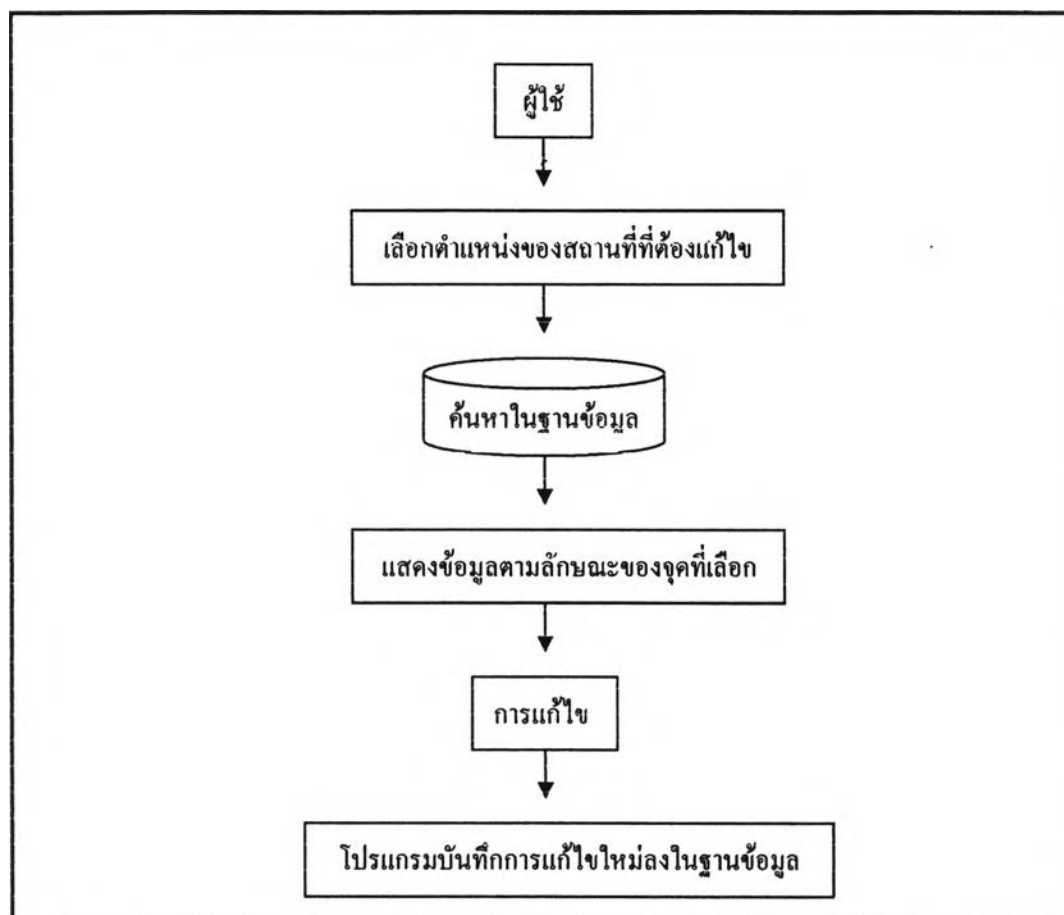 ผู้ใช้
เลือกตำแหน่งของสถานที่ที่ต้องแก้ไข
ค้นหาในฐานข้อมูล
แสดงข้อมูลตามลักษณะของจุดที่เลือก
การแก้ไข
โปรแกรมบันทึกการแก้ไขใหม่ลงในฐานข้อมูล